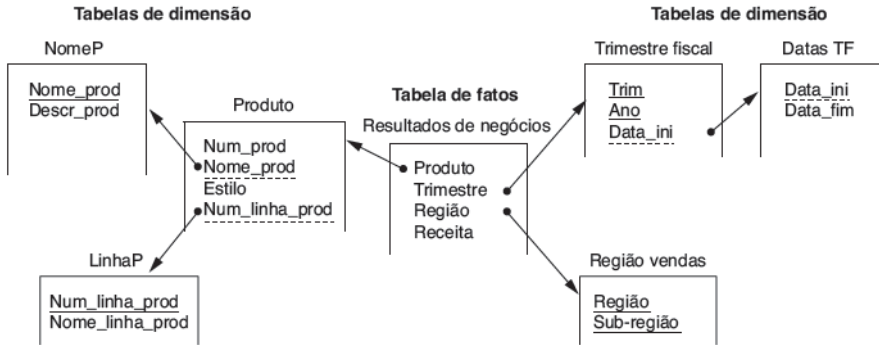 Tabelas de dimensão
Tabelas de dimensão
NomeP
Nome_prod
Descr_prod
Produto
Num_prod
Nome_prod
Estilo
Num_linha_prod
LinhaP
Num_linha_prod
Nome_linha_prod
Tabela de fatos
Resultados de negócios
Produto
Trimestre
Região
Receita
Trimestre fiscal
Trim
Ano
Data_ini
Datas TF
Data_ini
Data_fim
Região vendas
Região
Sub-região